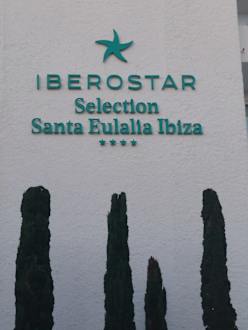 IBEROSTAR
Selection
Santa Eulalia Ibiza
★★★★